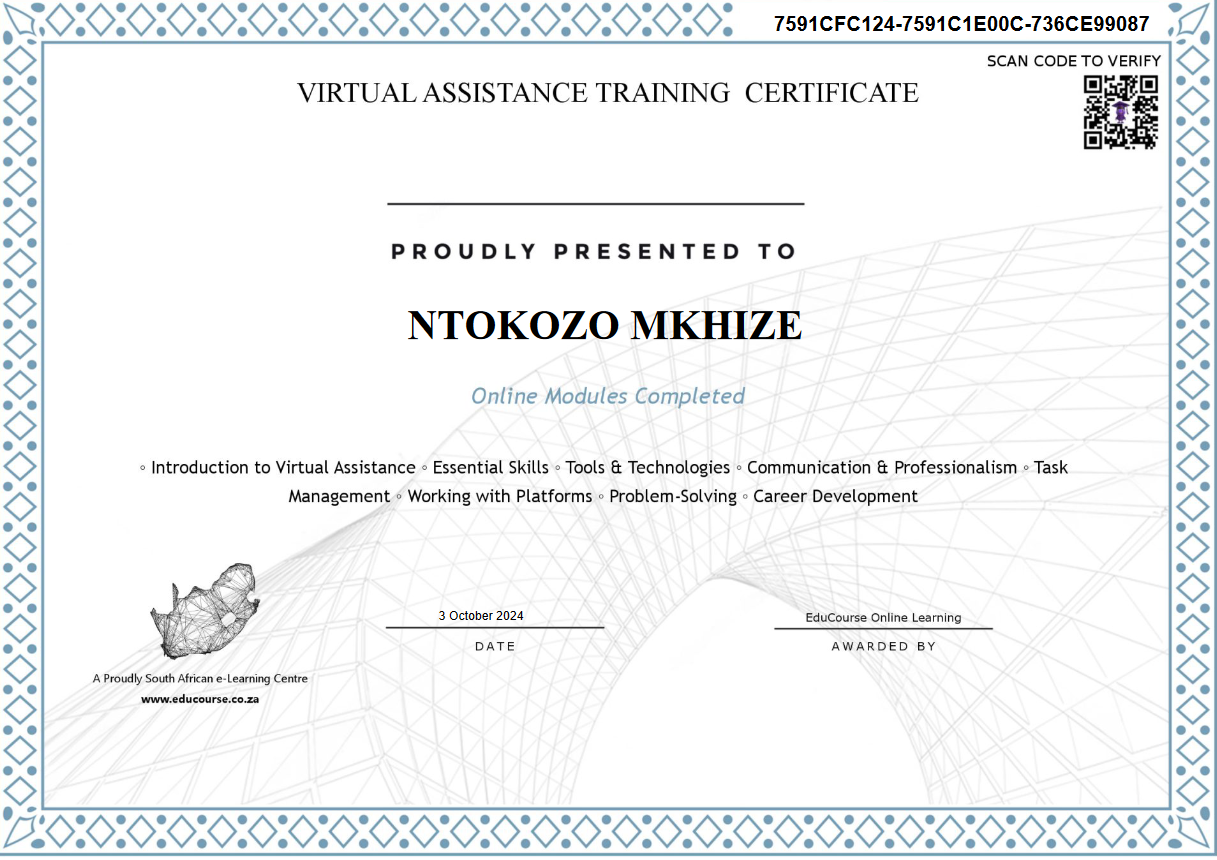 7591CFC124-7591C1E00C-736CE99087
SCAN CODE TO VERIFY
VIRTUAL ASSISTANCE TRAINING CERTIFICATE
PROUDLY PRESENTED TO
NTOKOZO MKHIZE
Online Modules Completed
◦ Introduction to Virtual Assistance ◦ Essential Skills ◦ Tools & Technologies ◦ Communication & Professionalism ◦ Task
Management ◦ Working with Platforms ◦ Problem-Solving ◦ Career Development
3 October 2024
DATE
EduCourse Online Learning
AWARDED BY
A Proudly South African e-Learning Centre
www.educourse.co.za